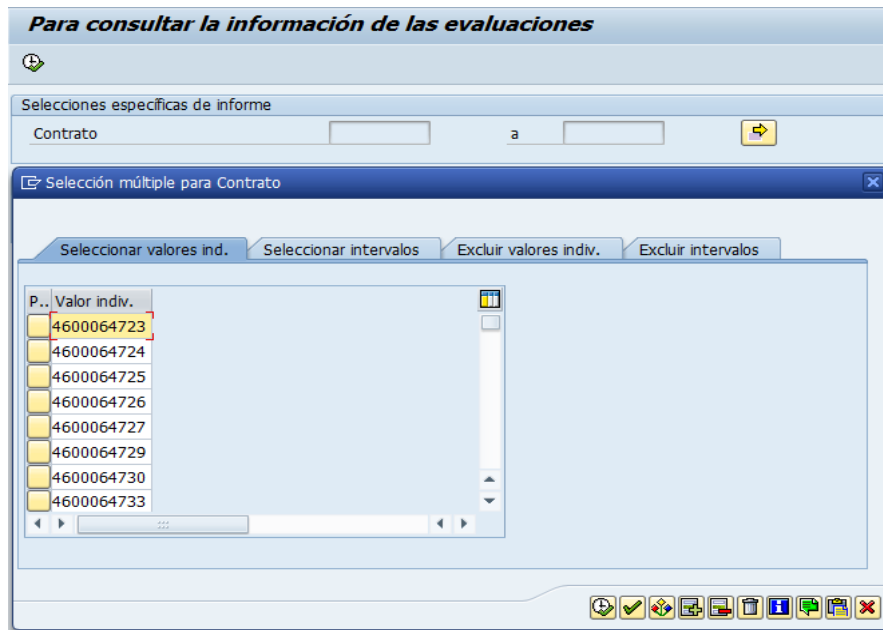 Para consultar la información de las evaluaciones
Selecciones específicas de informe
Contrato a
Selección múltiple para Contrato
Seleccionar valores ind. Seleccionar intervalos Excluir valores indiv. Excluir intervalos
P.. Valor indiv.
4600064723
4600064724
4600064725
4600064726
4600064727
4600064729
4600064730
4600064733